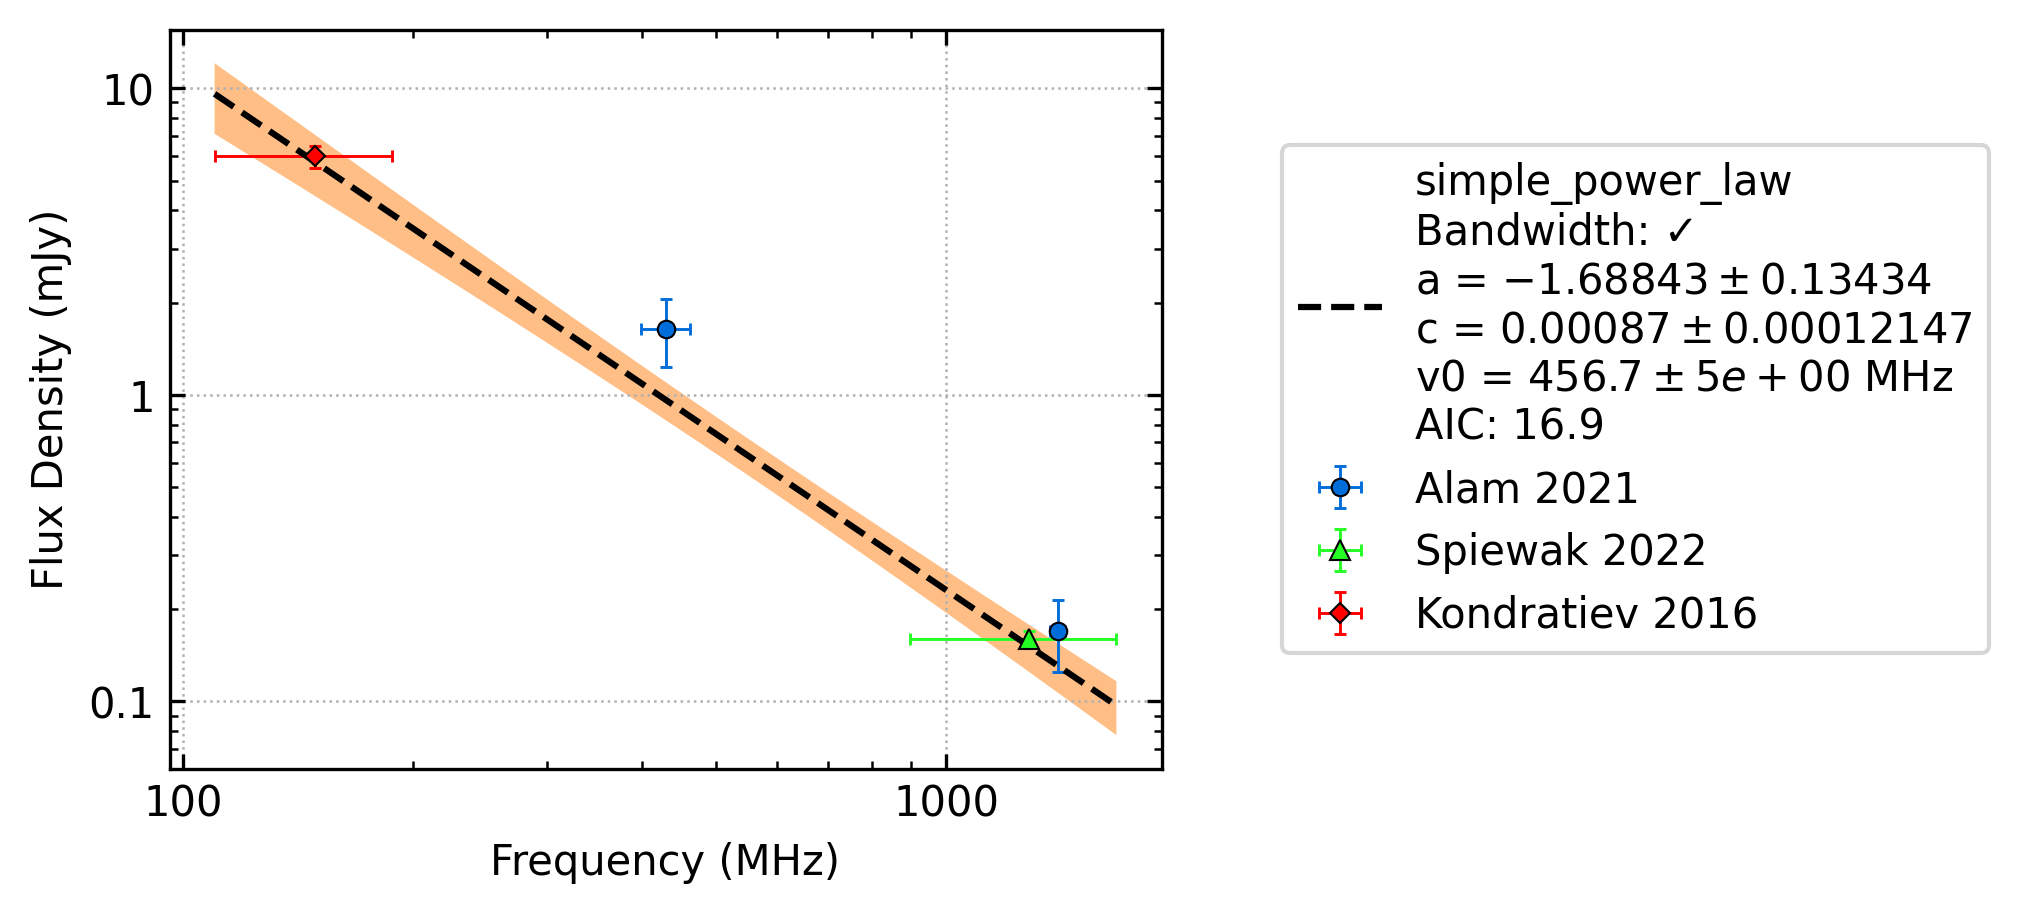 10
1
0.1
100
1000
Flux Density (mJy)
Frequency (MHz)
simple_power_law
Bandwidth: ✓
a = −1.68843 ± 0.13434
c = 0.00087 ± 0.00012147
v0 = 456.7 ± 5e + 00 MHz
AIC: 16.9
Alam 2021
Spiewak 2022
Kondratiev 2016